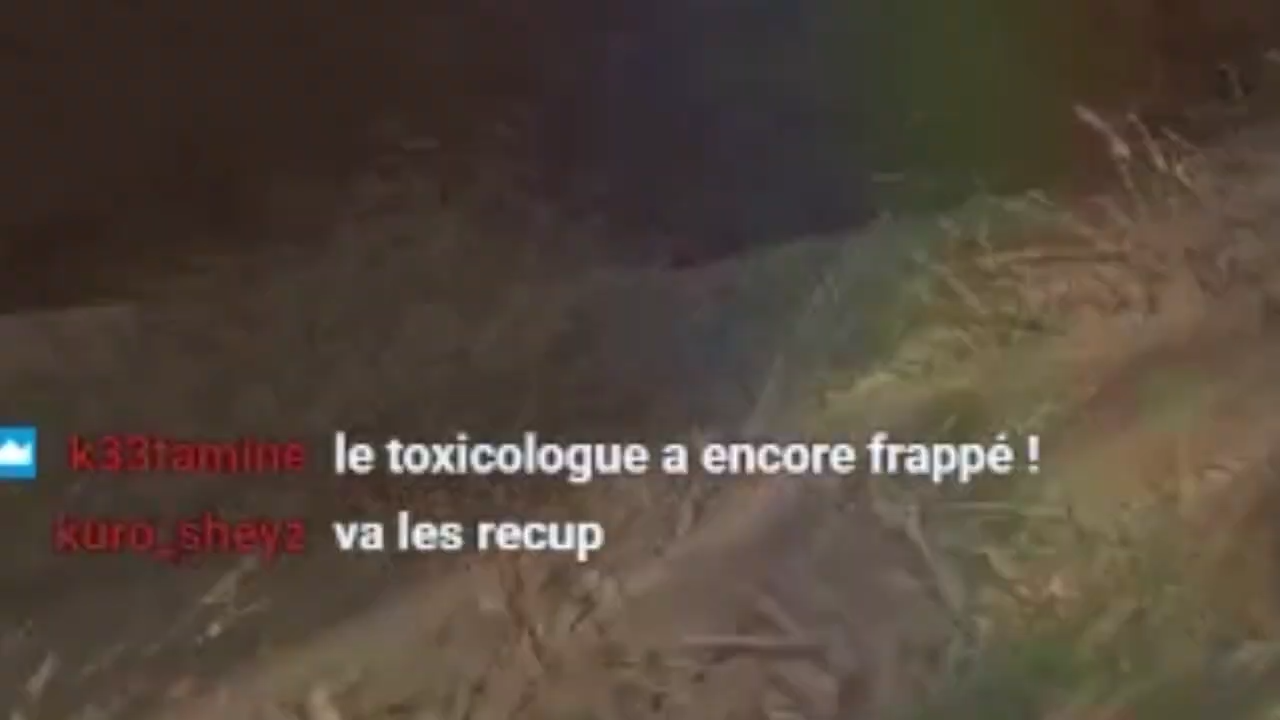 k33tamine le toxicologue a encore frappé !
kuro_sheyz va les recup